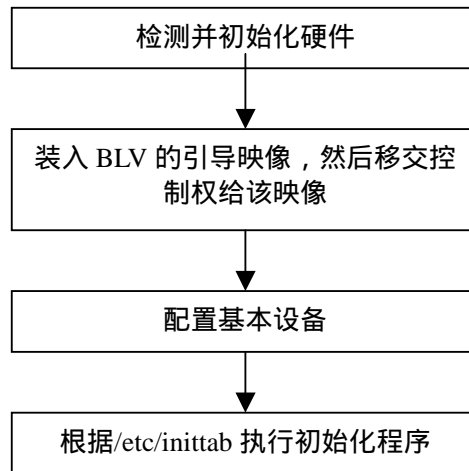 检测并初始化硬件
装入 BLV 的引导映像，然后移交控
制权给该映像
配置基本设备
根据/etc/inittab 执行初始化程序